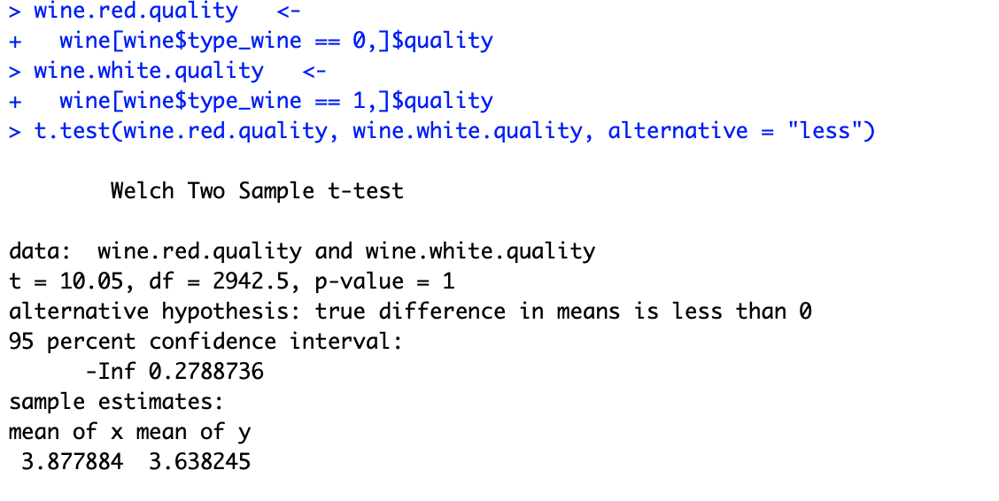 > wine.red.quality   <-
+   wine[wine$type_wine == 0,]$quality
> wine.white.quality   <-
+   wine[wine$type_wine == 1,]$quality
> t.test(wine.red.quality, wine.white.quality, alternative = "less")
Welch Two Sample t-test
data:  wine.red.quality and wine.white.quality
t = 10.05, df = 2942.5, p-value = 1
alternative hypothesis: true difference in means is less than 0
95 percent confidence interval:
      -Inf 0.2788736
sample estimates:
mean of x mean of y
 3.877884  3.638245